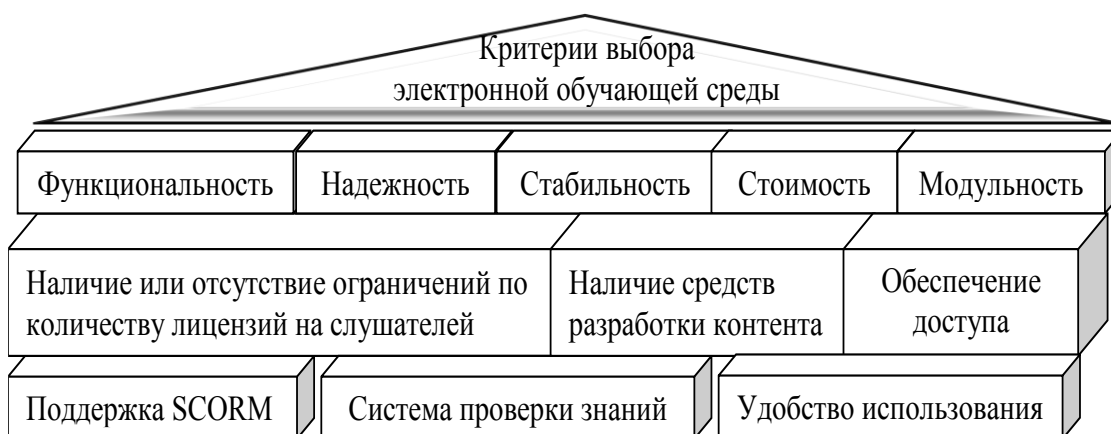 Критерии выбора
электронной обучающей среды
Функциональность
Надежность
Стабильность
Стоимость
Модульность
Наличие или отсутствие ограничений по
количеству лицензий на слушателей
Наличие средств
разработки контента
Обеспечение
доступа
Поддержка SCORM
Система проверки знаний
Удобство использования